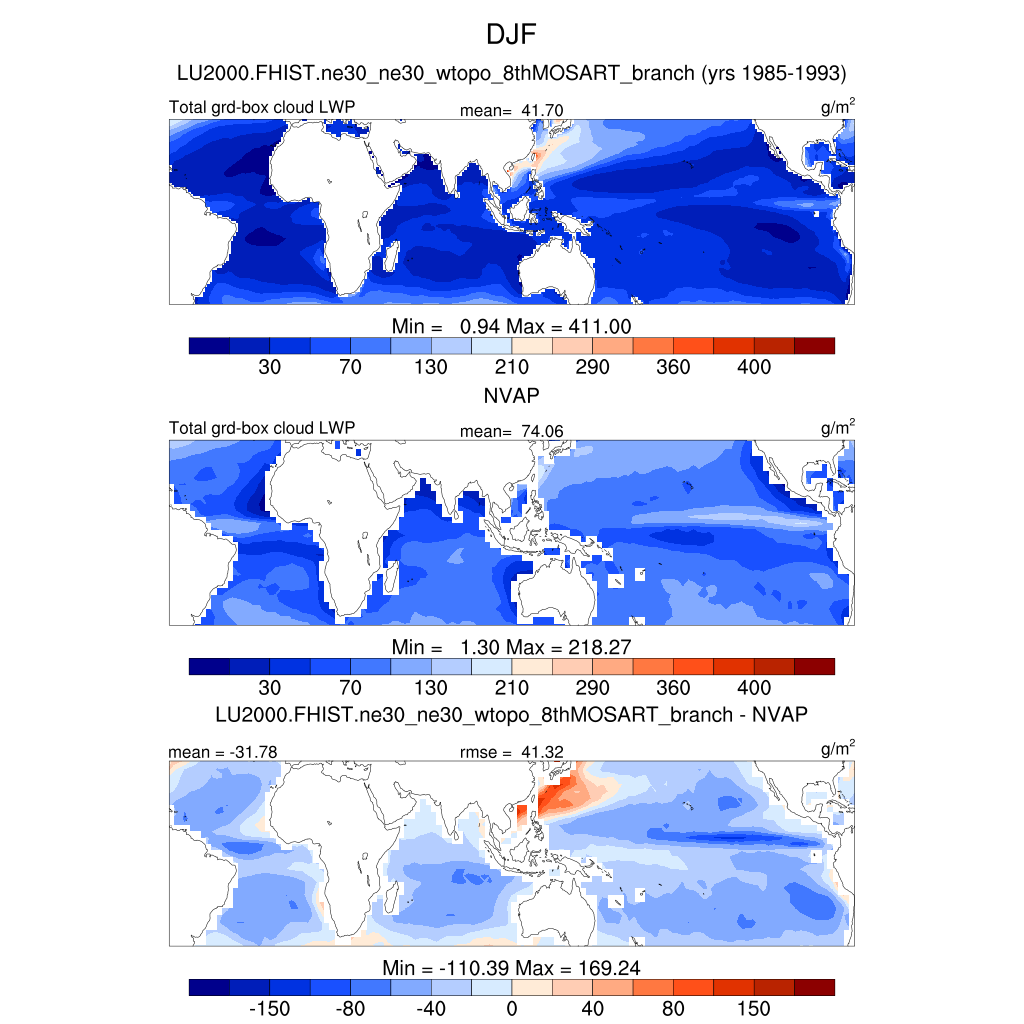 DJF
LU2000.FHIST.ne30_ne30_wtopo_8thMOSART_branch (yrs 1985-1993)
Total grd-box cloud LWP mean= 41.70 g/m²
Min = 0.94 Max = 411.00
30 70 130 210 290 360 400
NVAP
Total grd-box cloud LWP mean= 74.06 g/m²
Min = 1.30 Max = 218.27
30 70 130 210 290 360 400
LU2000.FHIST.ne30_ne30_wtopo_8thMOSART_branch - NVAP
mean = -31.78 rmse = 41.32 g/m²
Min = -110.39 Max = 169.24
-150 -80 -40 0 40 80 150